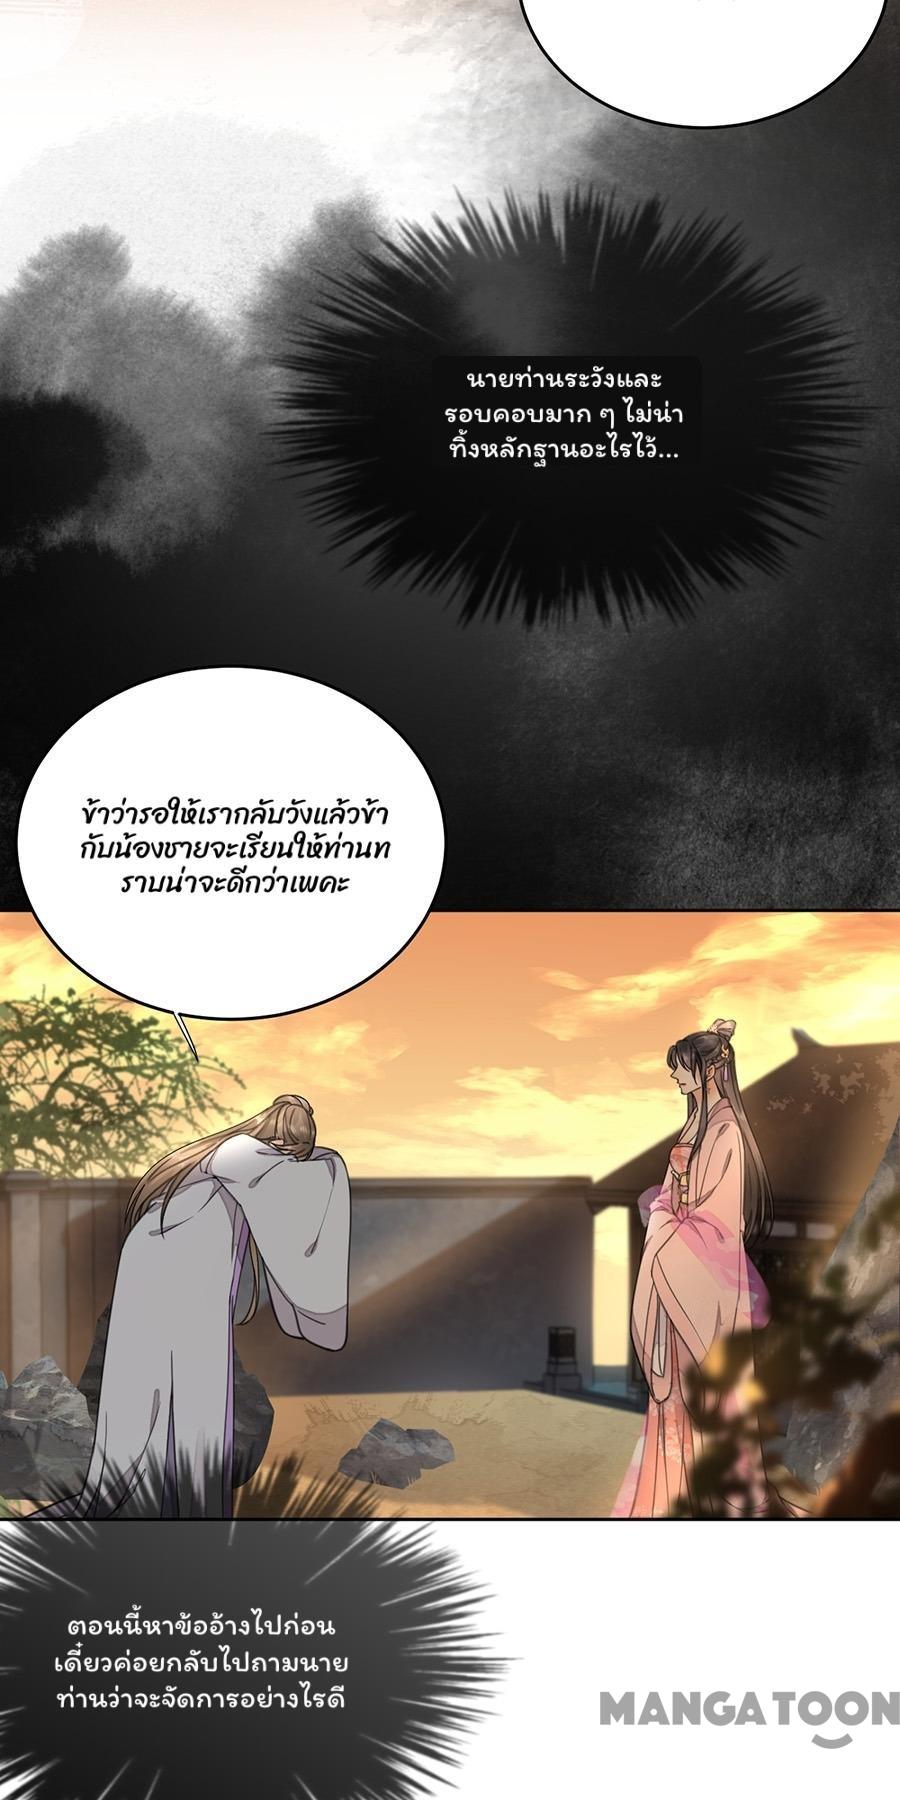 นายท่านระวังและ
รอบคอบมาก ๆ ไม่น่า
ทิ้งหลักฐานอะไรไว้...
ข้าว่ารอให้เรากลับวังแล้วข้า
กับน้องชายจะเรียนให้ท่านท
ราบน่าจะดีกว่าเพคะ
ตอนนี้หาข้ออ้างไปก่อน
เดี๋ยวค่อยกลับไปถามนาย
ท่านว่าจะจัดการอย่างไรดี
MANGATOON